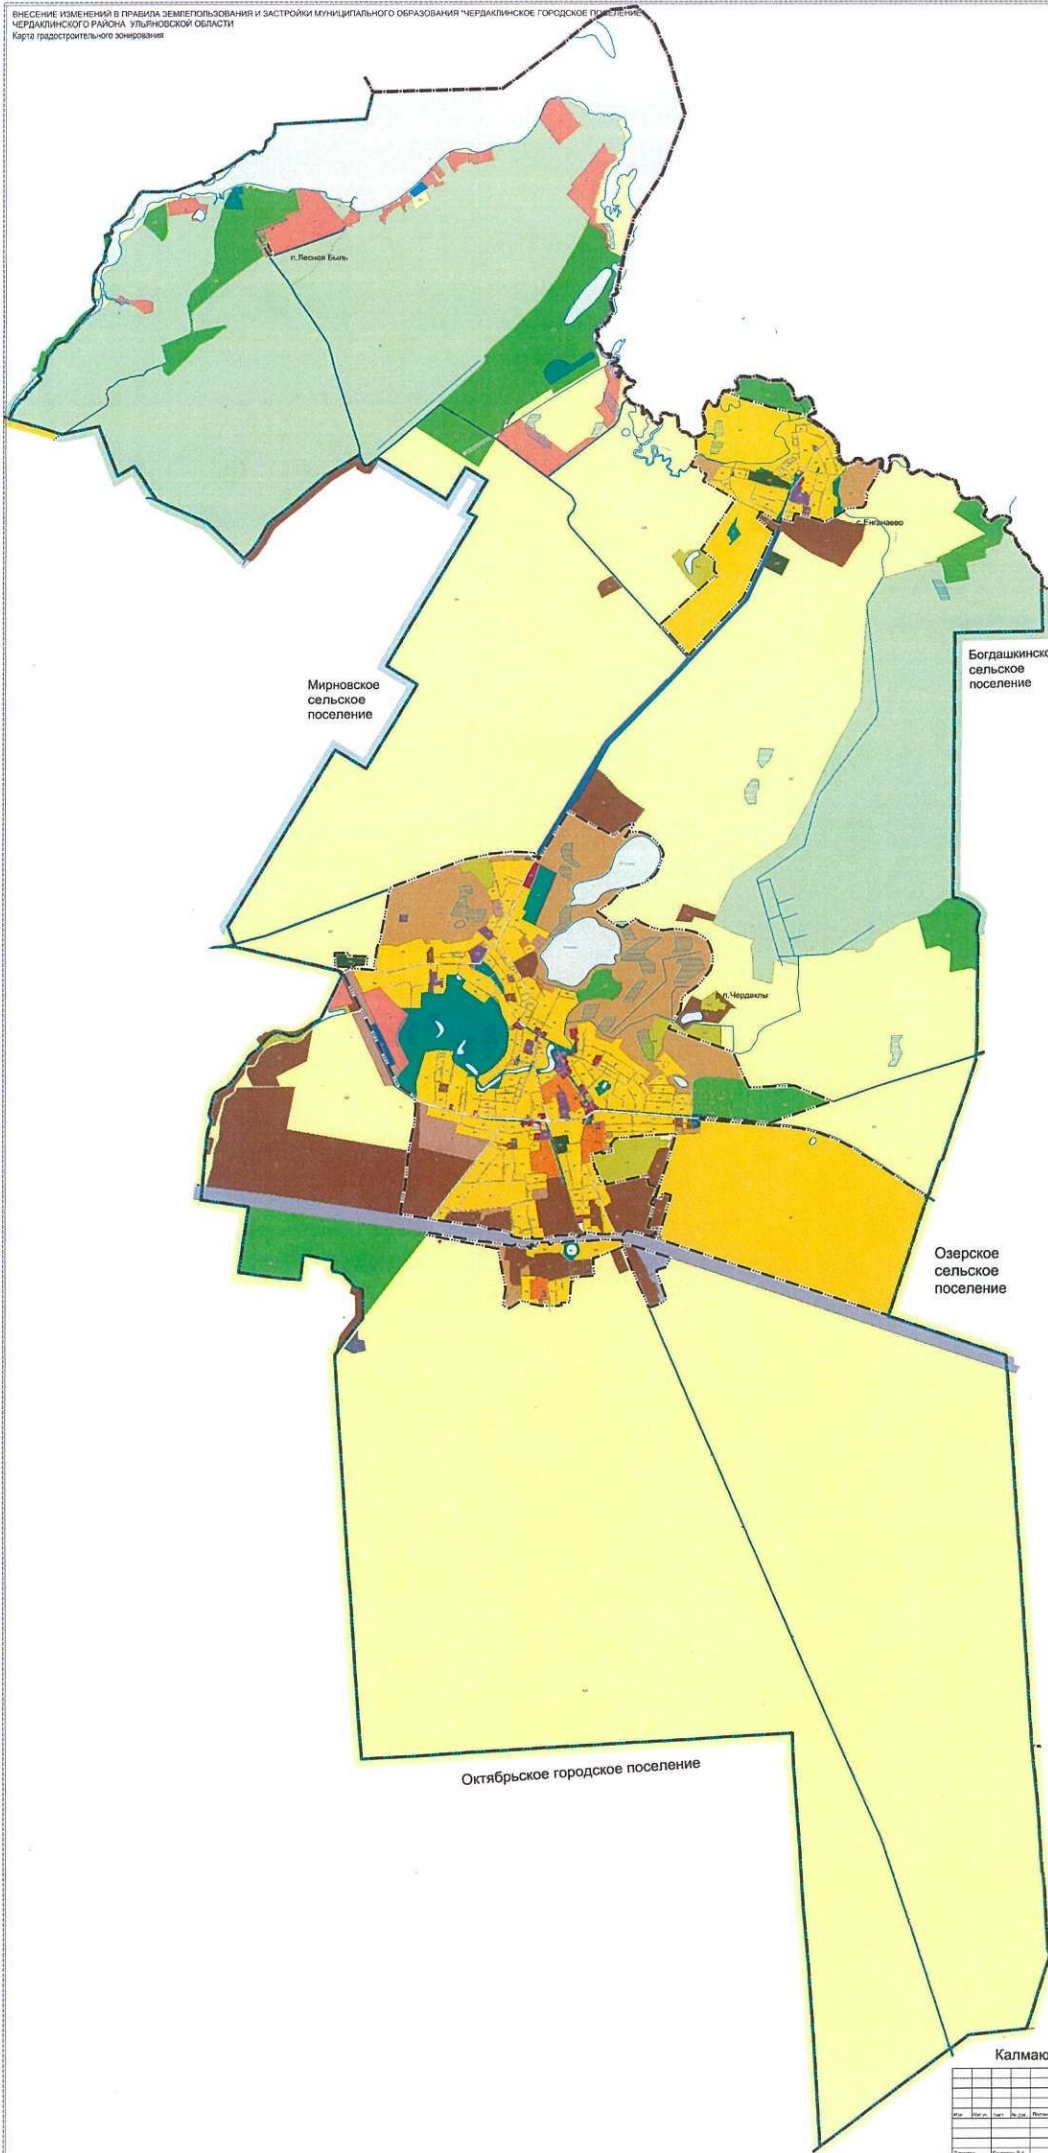 ВНЕСЕНИЕ ИЗМЕНЕНИЙ В ПРАВИЛА ЗЕМЛЕПОЛЬЗОВАНИЯ И ЗАСТРОЙКИ МУНИЦИПАЛЬНОГО ОБРАЗОВАНИЯ "ЧЕРДАКЛИНСКОЕ ГОРОДСКОЕ ПОСЕЛЕНИЕ"
ЧЕРДАКЛИНСКОГО РАЙОНА УЛЬЯНОВСКОЙ ОБЛАСТИ
Карта градостроительного зонирования
п.Лесная Быль
с.Енганаево
Богдашкинско
сельское
поселение
Мирновское
сельское
поселение
р.п.Чердаклы
Озерское
сельское
поселение
Октябрьское городское поселение
Калмаю